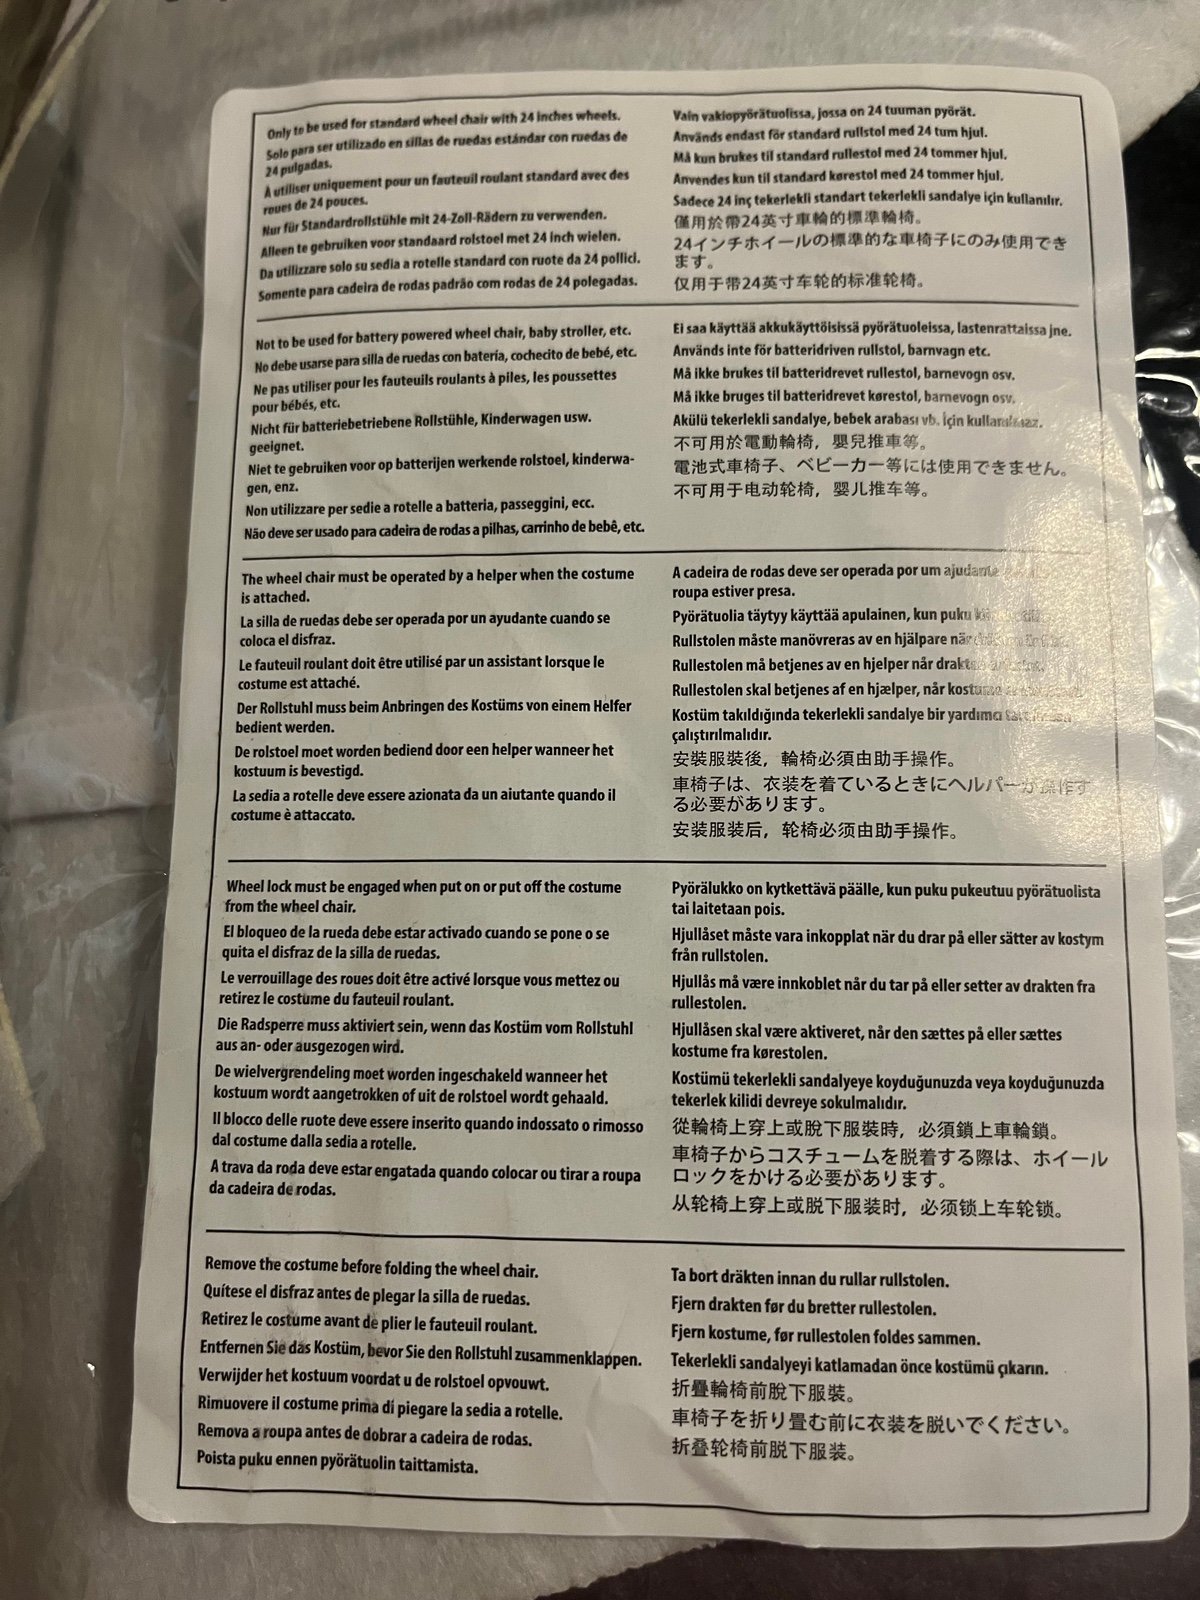 Only to be used for standard wheel chair with 24 inches wheels.
Solo para ser utilizado en sillas de ruedas estándar con ruedas de
24 pulgadas.
À utiliser uniquement pour un fauteuil roulant standard avec des
roues de 24 pouces.
Nur für Standardrollstühle mit 24-Zoll-Rädern zu verwenden.
Alleen te gebruiken voor standaard rolstoel met 24 inch wielen.
Da utilizzare solo su sedia a rotelle standard con ruote da 24 pollici.
Somente para cadeira de rodas padrão com rodas de 24 polegadas.
Vain vakiopyörätuolissa, jossa on 24 tuuman pyörät.
Används endast för standard rullstol med 24 tum hjul.
Må kun brukes til standard rullestol med 24 tommer hjul.
Anvendes kun til standard kørestol med 24 tommer hjul.
Sadece 24 inç tekerlekli standart tekerlekli sandalye için kullanılır.
僅用於帶24英寸車輪的標準輪椅。
24インチホイールの標準的な車椅子にのみ使用でき
ます。
仅用于带24英寸车轮的标准轮椅。
Not to be used for battery powered wheel chair, baby stroller, etc.
No debe usarse para silla de ruedas con batería, cochecito de bebé, etc.
Ne pas utiliser pour les fauteuils roulants à piles, les poussettes
pour bébés, etc.
Nicht für batteriebetriebene Rollstühle, Kinderwagen usw.
geeignet.
Niet te gebruiken voor op batterijen werkende rolstoel, kinderwa-
gen, enz.
Non utilizzare per sedie a rotelle a batteria, passeggini, ecc.
Não deve ser usado para cadeira de rodas a pilhas, carrinho de bebê, etc.
Ei saa käyttää akkukäyttöisissä pyörätuoleissa, lastenrattaissa jne.
Används inte för batteridriven rullstol, barnvagn etc.
Må ikke brukes til batteridrevet rullestol, barnevogn osv.
Må ikke bruges til batteridrevet kørestol, barnevogn osv.
Akülü tekerlekli sandalye, bebek arabası vb. İçin kullanılmaz.
不可用於電動輪椅，嬰兒推車等。
電池式車椅子、ベビーカー等には使用できません。
不可用于电动轮椅，婴儿推车等。
The wheel chair must be operated by a helper when the costume
is attached.
La silla de ruedas debe ser operada por un ayudante cuando se
coloca el disfraz.
Le fauteuil roulant doit être utilisé par un assistant lorsque le
costume est attaché.
Der Rollstuhl muss beim Anbringen des Kostüms von einem Helfer
bedient werden.
De rolstoel moet worden bediend door een helper wanneer het
kostuum is bevestigd.
La sedia a rotelle deve essere azionata da un aiutante quando il
costume è attaccato.
A cadeira de rodas deve ser operada por um ajudante
roupa estiver presa.
Pyörätuolia täytyy käyttää apulainen, kun puku
Rullstolen måste manövreras av en hjälpare när
Rullestolen må betjenes av en hjelper når
Rullestolen skal betjenes af en hjælper, når
Kostüm takıldığında tekerlekli sandalye bir yardımcı
çalıştırılmalıdır.
安裝服裝後，輪椅必須由助手操作。
車椅子は、衣装を着ているときにヘルパーが操作す
る必要があります。
安装服装后，轮椅必须由助手操作。
Wheel lock must be engaged when put on or put off the costume
from the wheel chair.
El bloqueo de la rueda debe estar activado cuando se pone o se
quita el disfraz de la silla de ruedas.
Le verrouillage des roues doit être activé lorsque vous mettez ou
retirez le costume du fauteuil roulant.
Die Radsperre muss aktiviert sein, wenn das Kostüm vom Rollstuhl
aus an- oder ausgezogen wird.
De wielvergrendeling moet worden ingeschakeld wanneer het
kostuum wordt aangetrokken of uit de rolstoel wordt gehaald.
Il blocco delle ruote deve essere inserito quando indossato o rimosso
dal costume dalla sedia a rotelle.
A trava da roda deve estar engatada quando colocar ou tirar a roupa
da cadeira de rodas.
Pyörälukko on kytkettävä päälle, kun puku pukeutuu pyörätuolista
tai laitetaan pois.
Hjullåset måste vara inkopplat när du drar på eller sätter av kostym
från rullstolen.
Hjullås må være innkoblet når du tar på eller setter av drakten fra
rullestolen.
Hjullåsen skal være aktiveret, når den sættes på eller sættes
kostume fra kørestolen.
Kostümü tekerlekli sandalyeye koyduğunuzda veya koyduğunuzda
tekerlek kilidi devreye sokulmalıdır.
從輪椅上穿上或脫下服裝時，必須鎖上車輪鎖。
車椅子からコスチュームを脱着する際は、ホイール
ロックをかける必要があります。
从轮椅上穿上或脱下服装时，必须锁上车轮锁。
Remove the costume before folding the wheel chair.
Quítese el disfraz antes de plegar la silla de ruedas.
Retirez le costume avant de plier le fauteuil roulant.
Entfernen Sie das Kostüm, bevor Sie den Rollstuhl zusammenklappen.
Verwijder het kostuum voordat u de rolstoel opvouwt.
Rimuovere il costume prima di piegare la sedia a rotelle.
Remova a roupa antes de dobrar a cadeira de rodas.
Poista puku ennen pyörätuolin taittamista.
Ta bort dräkten innan du rullar rullstolen.
Fjern drakten før du bretter rullestolen.
Fjern kostume, før rullestolen foldes sammen.
Tekerlekli sandalyeyi katlamadan önce kostümü çıkarın.
折疊輪椅前脫下服裝。
車椅子を折り畳む前に衣装を脱いでください。
折叠轮椅前脱下服装。